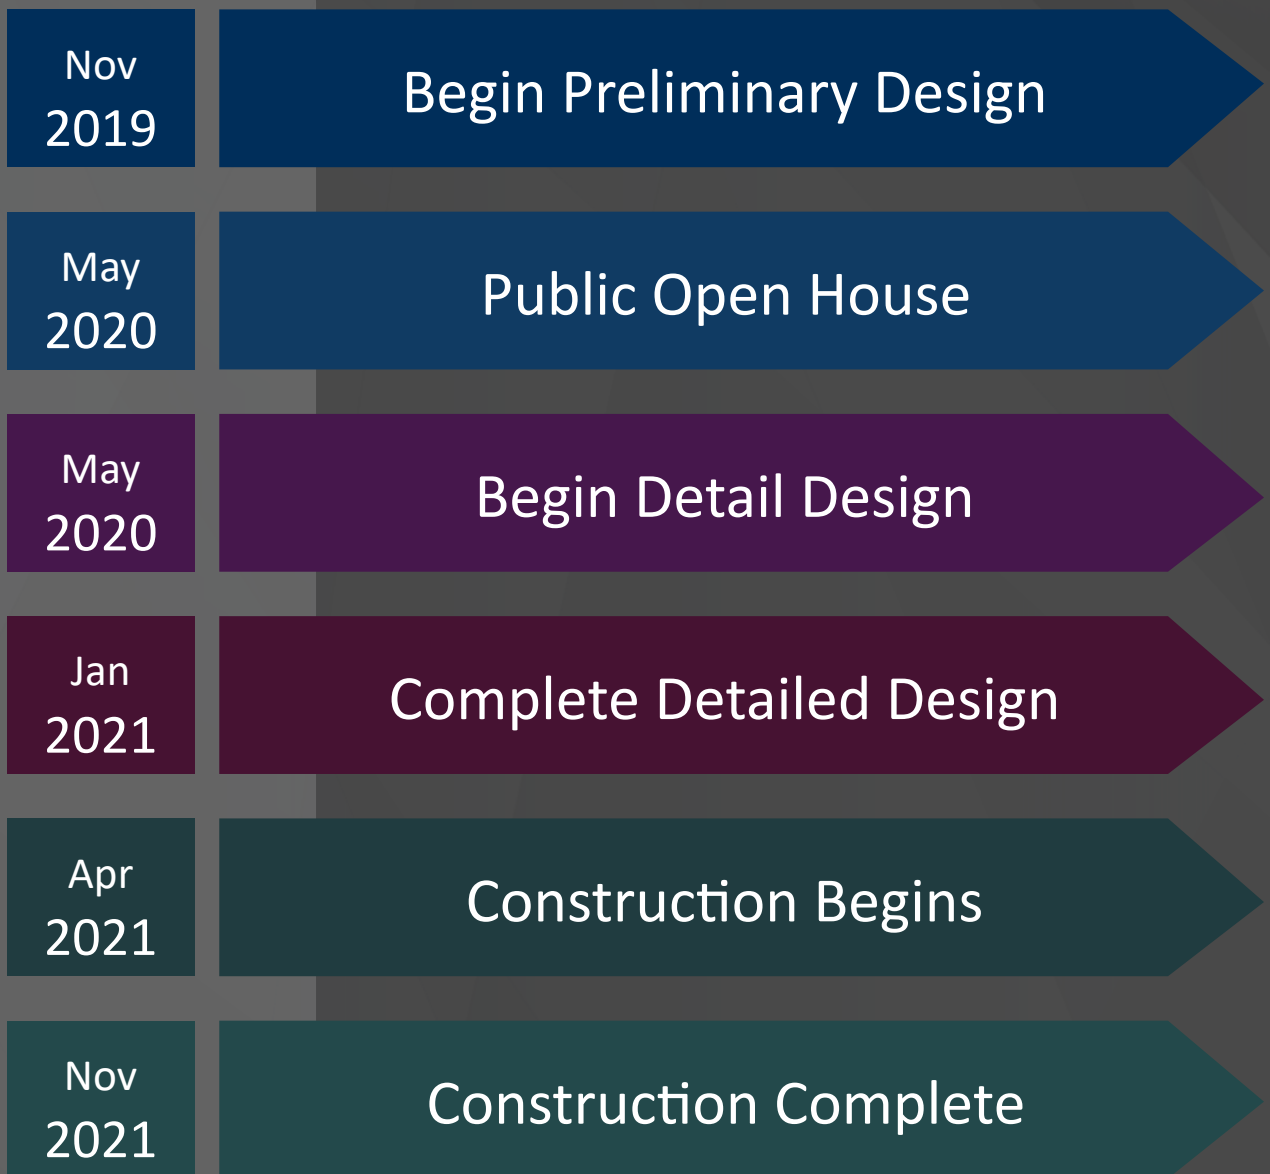 Nov
2019
Begin Preliminary Design
May
2020
Public Open House
May
2020
Begin Detail Design
Jan
2021
Complete Detailed Design
Apr
2021
Construction Begins
Nov
2021
Construction Complete